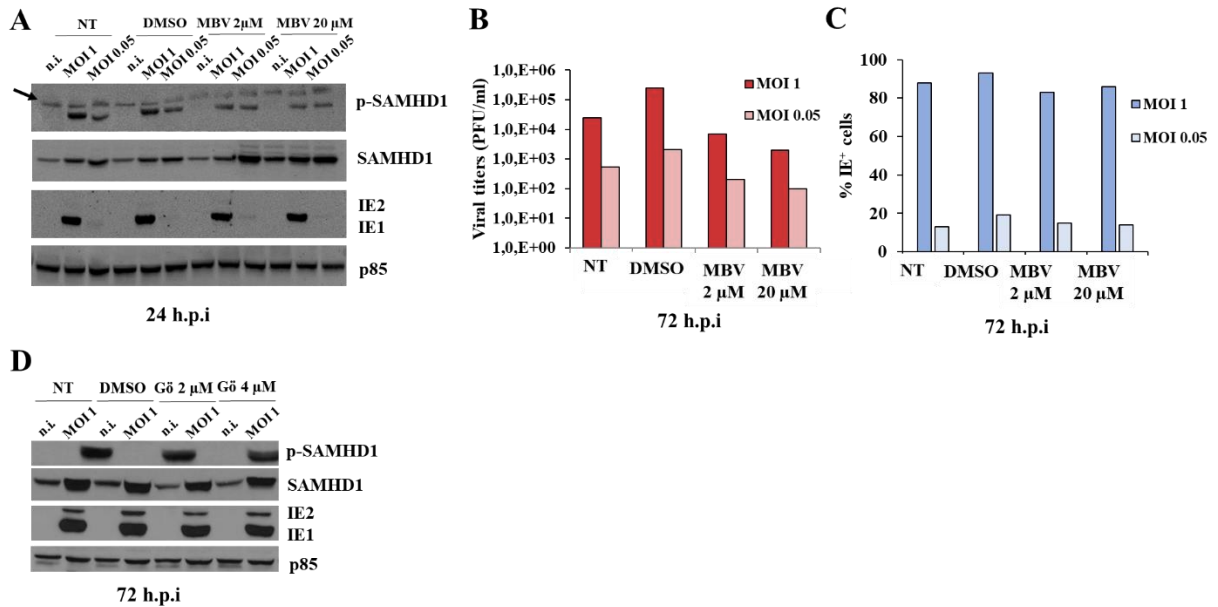 A
NT DMSO MBV 2µM MBV 20 µM
n.i. MOI 1 MOI 0.05 n.i. MOI 1 MOI 0.05 n.i. MOI 1 MOI 0.05 n.i. MOI 1 MOI 0.05
p-SAMHD1
SAMHD1
IE2
IE1
p85
24 h.p.i
B
Viral titers (PFU/ml)
1,0,E+06
1,0,E+05
1,0,E+04
1,0,E+03
1,0,E+02
1,0,E+01
1,0,E+00
MOI 1
MOI 0.05
NT DMSO MBV MBV
2 µM 20 µM
72 h.p.i
C
% IE+ cells
100
80
60
40
20
0
MOI 1
MOI 0.05
NT DMSO MBV MBV
2 µM 20 µM
72 h.p.i
D
NT DMSO Gö 2 µM Gö 4 µM
n.i. MOI 1 n.i. MOI 1 n.i. MOI 1 n.i. MOI 1
p-SAMHD1
SAMHD1
IE2
IE1
p85
72 h.p.i